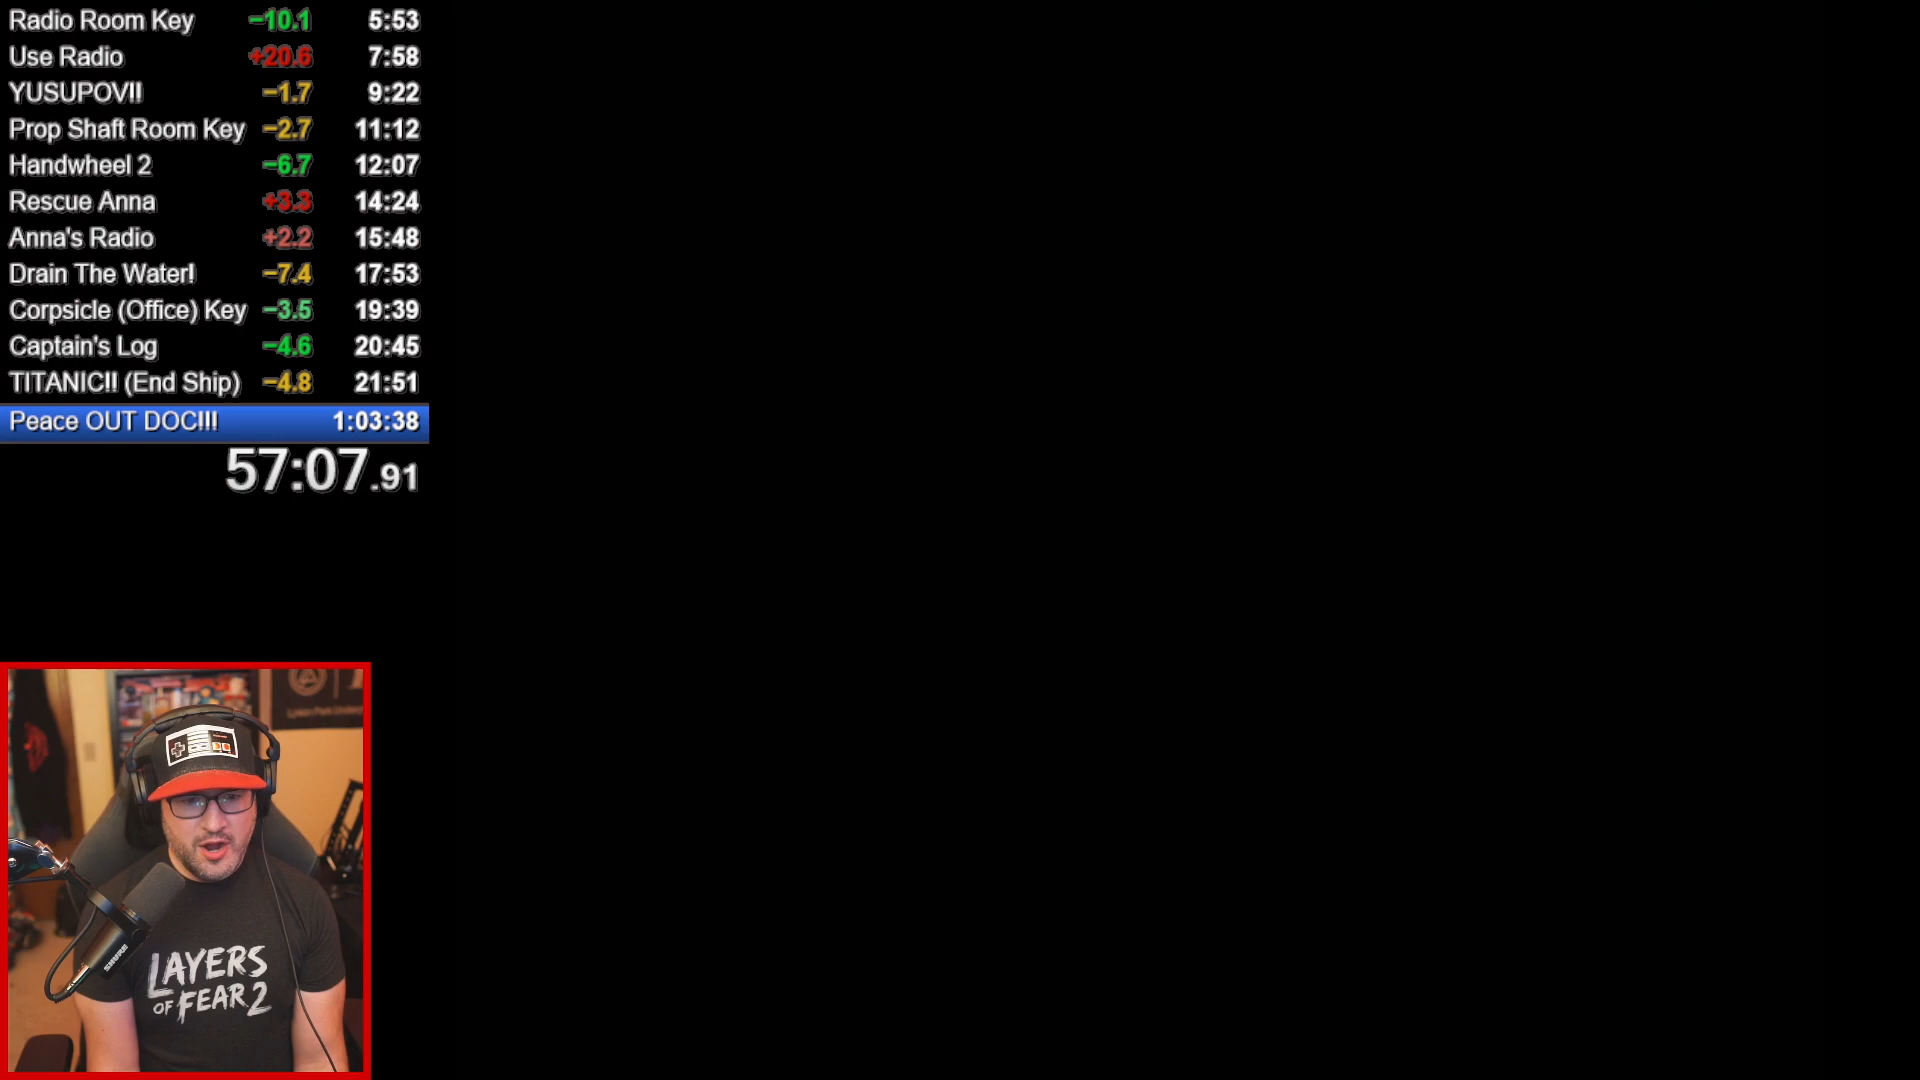 Radio Room Key −10.1 5:53
Use Radio +20.6 7:58
YUSUPOV!! −1.7 9:22
Prop Shaft Room Key −2.7 11:12
Handwheel 2 −6.7 12:07
Rescue Anna +3.3 14:24
Anna's Radio +2.2 15:48
Drain The Water! −7.4 17:53
Corpsicle (Office) Key −3.5 19:39
Captain's Log −4.6 20:45
TITANIC!! (End Ship) −4.8 21:51
Peace OUT DOC!!! 1:03:38
57:07.91
SHURE
LAYERS
OF FEAR 2